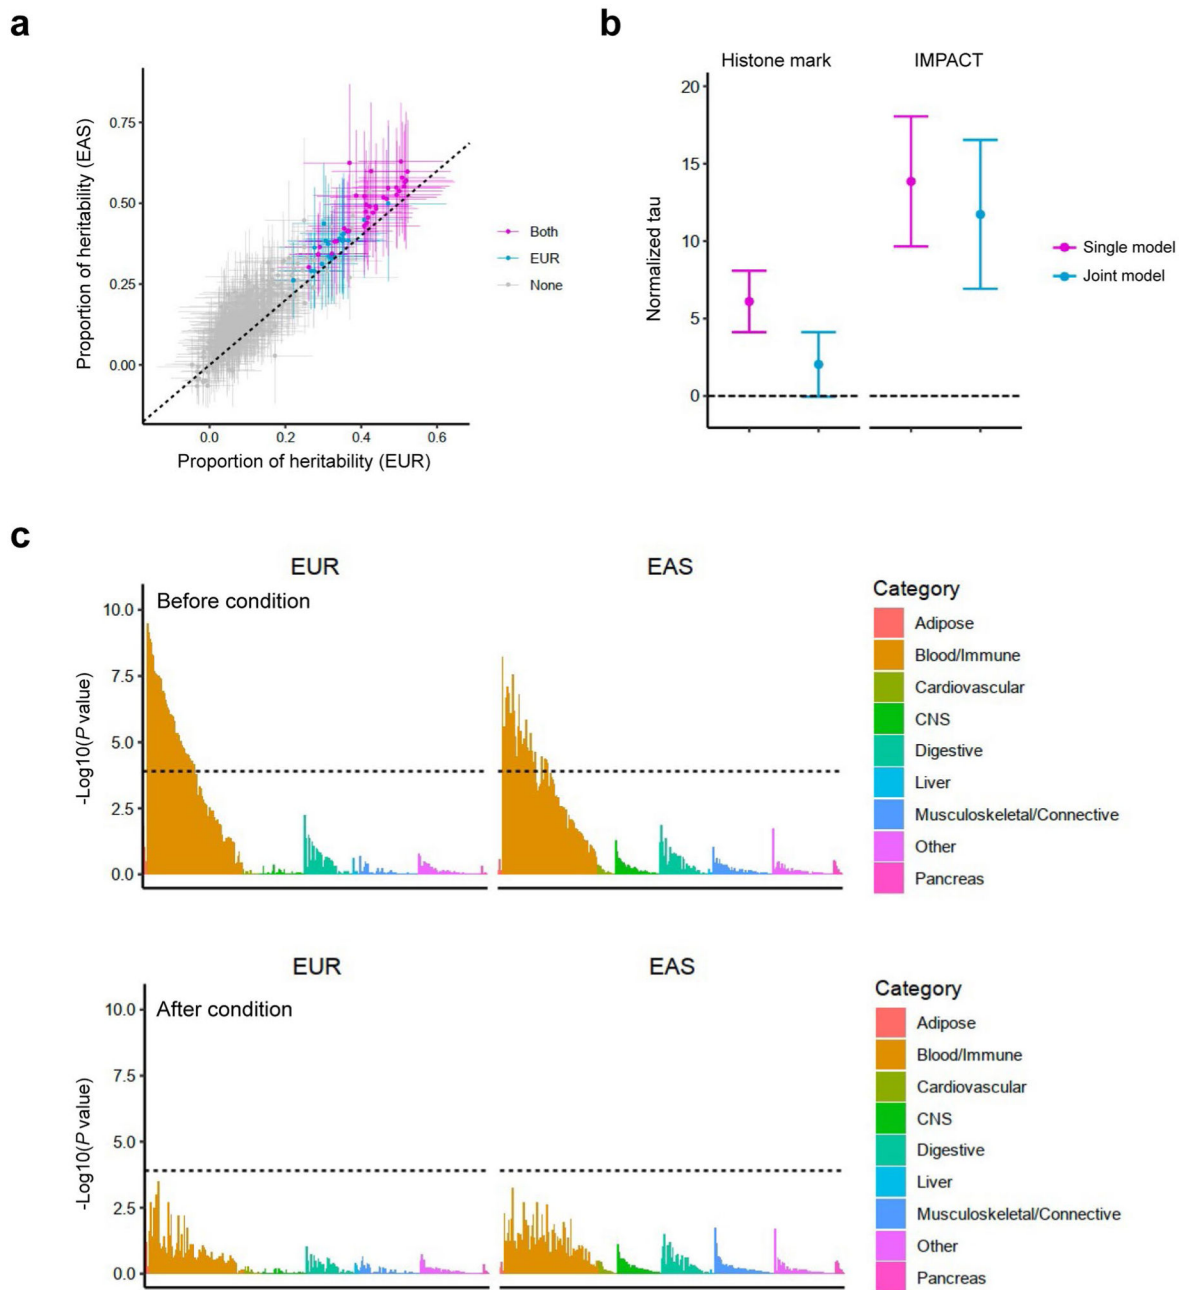 a
Proportion of heritability (EAS)
0.75
0.50
0.25
0.00
0.0 0.2 0.4 0.6
Proportion of heritability (EUR)
Both
EUR
None
b
Histone mark IMPACT
Normalized tau
20
15
10
5
0
Single model
Joint model
c
EUR EAS
Before condition
-Log10(P value)
10.0
7.5
5.0
2.5
0.0
Category
Adipose
Blood/Immune
Cardiovascular
CNS
Digestive
Liver
Musculoskeletal/Connective
Other
Pancreas
EUR EAS
After condition
-Log10(P value)
10.0
7.5
5.0
2.5
0.0
Category
Adipose
Blood/Immune
Cardiovascular
CNS
Digestive
Liver
Musculoskeletal/Connective
Other
Pancreas